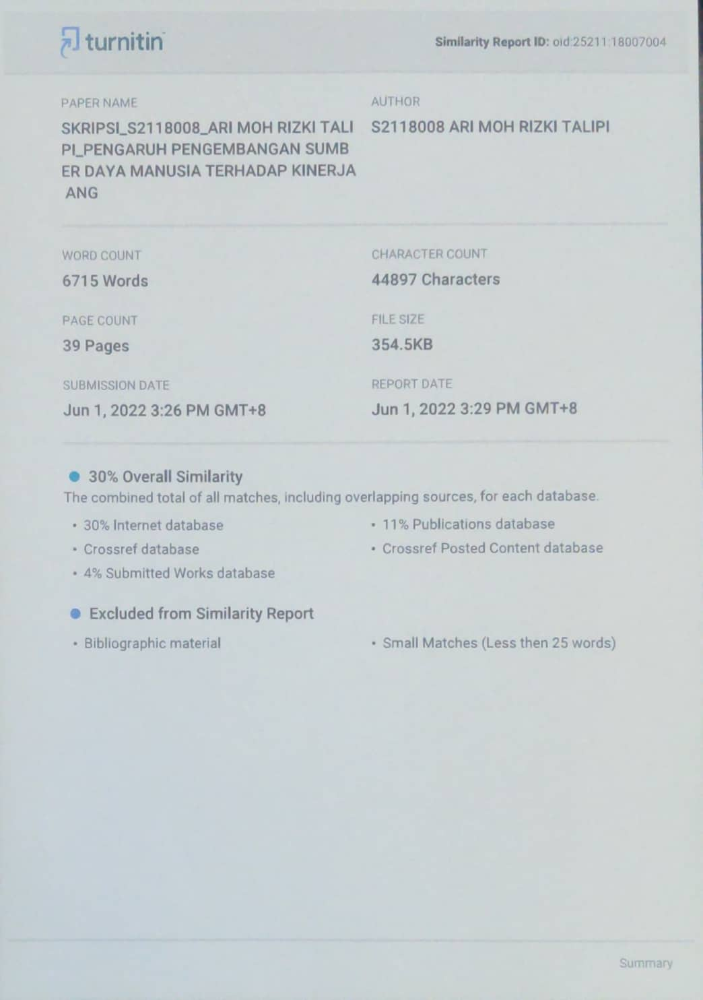 turnitin
Similarity Report ID: oid:25211:18007004
PAPER NAME
SKRIPSI_S2118008_ARI MOH RIZKI TALI
PI_PENGARUH PENGEMBANGAN SUMB
ER DAYA MANUSIA TERHADAP KINERJA
ANG
AUTHOR
S2118008 ARI MOH RIZKI TALIPI
WORD COUNT
6715 Words
CHARACTER COUNT
44897 Characters
PAGE COUNT
39 Pages
FILE SIZE
354.5KB
SUBMISSION DATE
Jun 1, 2022 3:26 PM GMT+8
REPORT DATE
Jun 1, 2022 3:29 PM GMT+8
● 30% Overall Similarity
The combined total of all matches, including overlapping sources, for each database.
• 30% Internet database
• 11% Publications database
• Crossref database
• Crossref Posted Content database
• 4% Submitted Works database
● Excluded from Similarity Report
• Bibliographic material
• Small Matches (Less then 25 words)
Summary